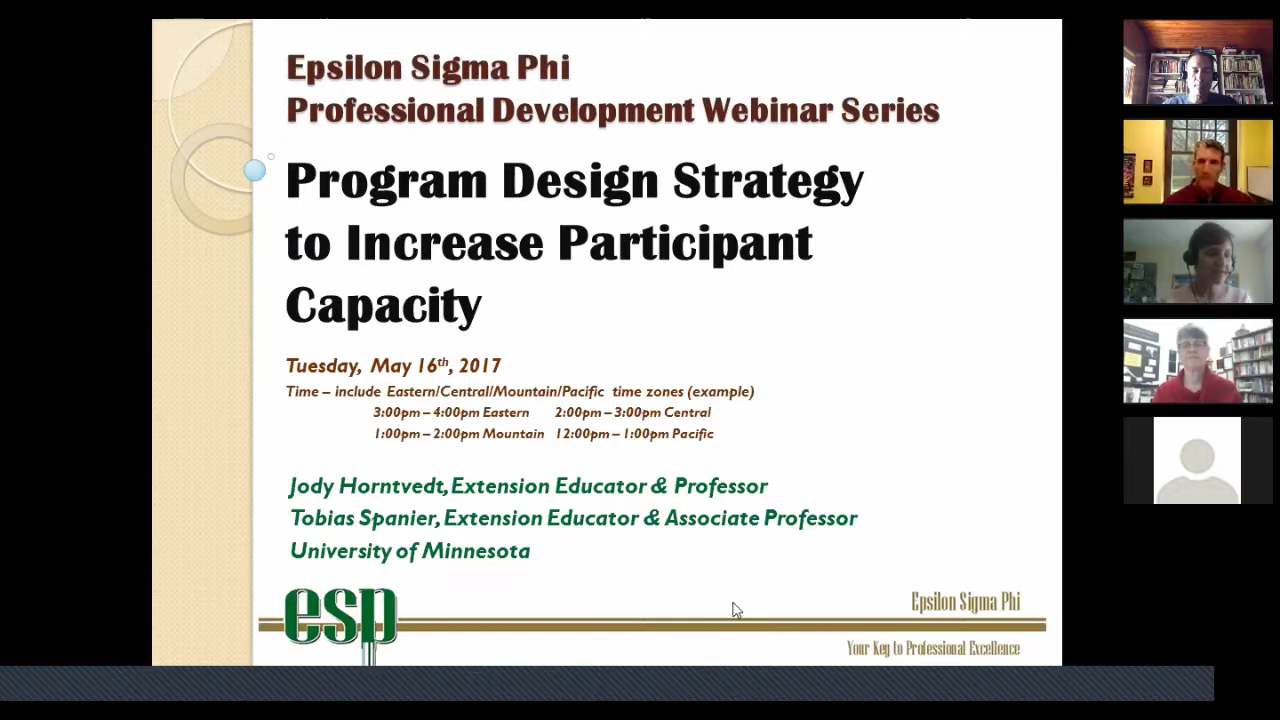 Epsilon Sigma Phi
Professional Development Webinar Series
Program Design Strategy
to Increase Participant
Capacity
Tuesday, May 16th, 2017
Time – include Eastern/Central/Mountain/Pacific time zones (example)
3:00pm – 4:00pm Eastern 2:00pm – 3:00pm Central
1:00pm – 2:00pm Mountain 12:00pm – 1:00pm Pacific
Jody Horntvedt, Extension Educator & Professor
Tobias Spanier, Extension Educator & Associate Professor
University of Minnesota
esp
Epsilon Sigma Phi
Your Key to Professional Excellence